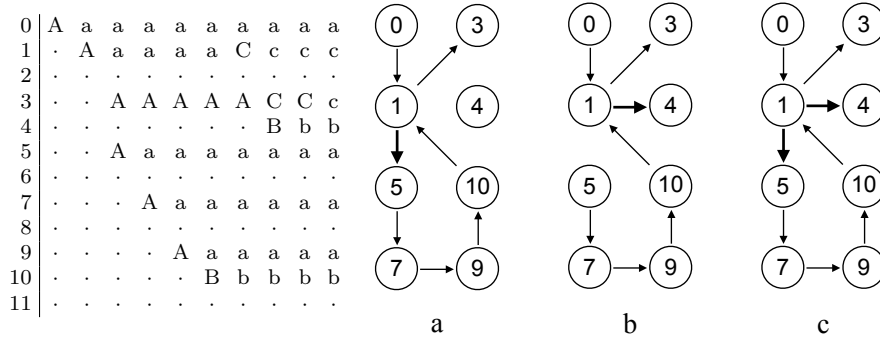 0 A a a a a a a a a a
1 · A a a a a C c c c
2 · · · · · · · · · ·
3 · · A A A A A C C c
4 · · · · · · · B b b
5 · · A a a a a a a a
6 · · · · · · · · · ·
7 · · · A a a a a a a
8 · · · · · · · · · ·
9 · · · · A a a a a a
10 · · · · · B b b b b
11 · · · · · · · · · ·
0 3
1 4
5 10
7 9
a
0 3
1 4
5 10
7 9
b
0 3
1 4
5 10
7 9
c